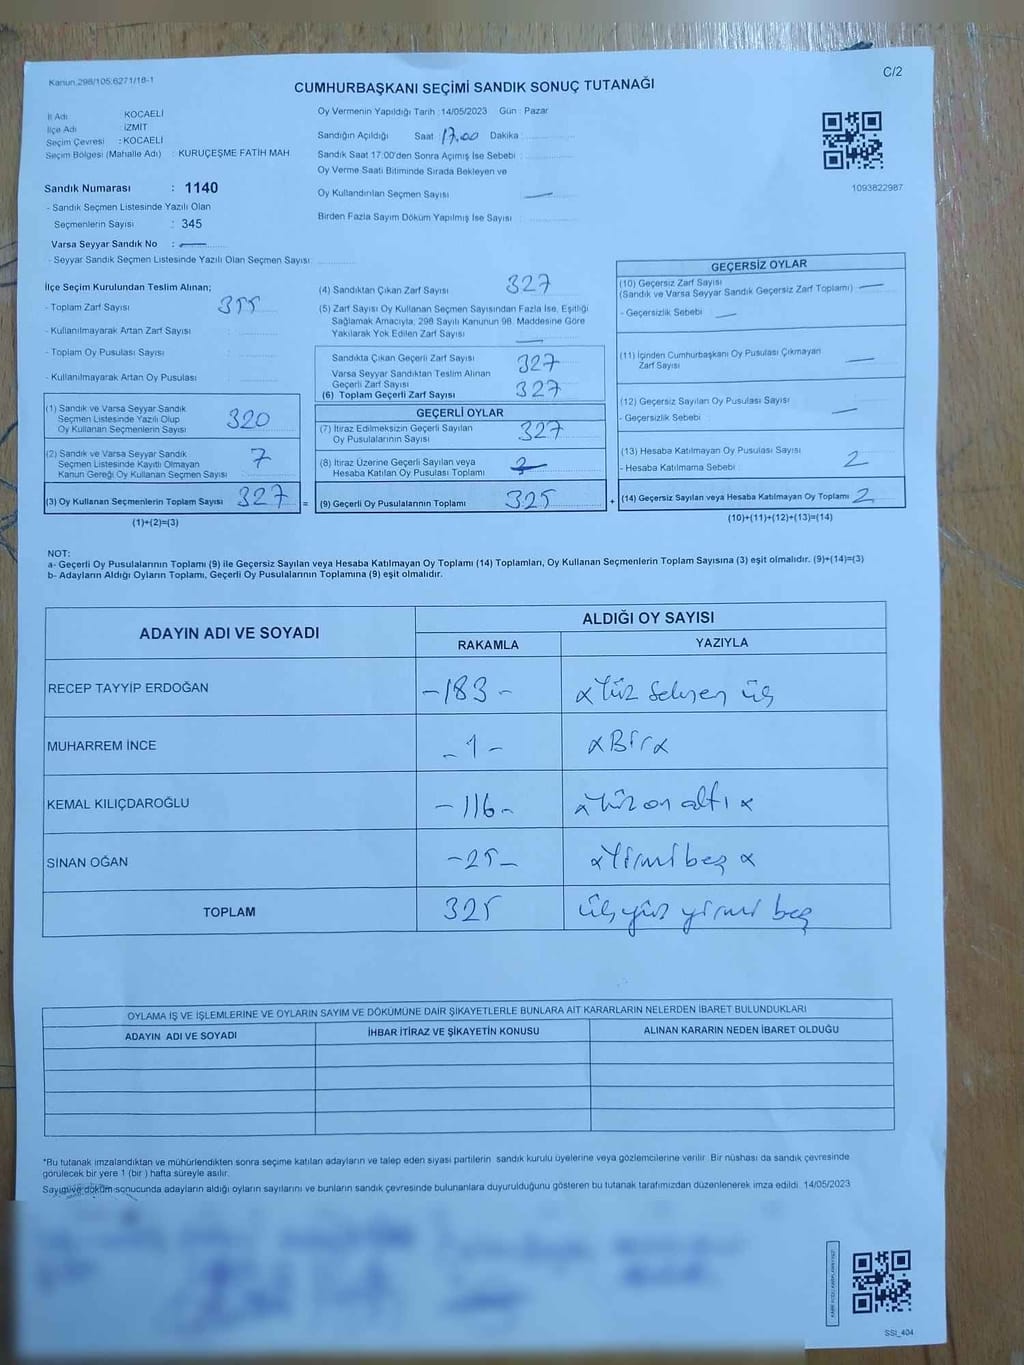 Kanun 298/105;6271/18-1
C/2
CUMHURBAŞKANI SEÇİMİ SANDIK SONUÇ TUTANAĞI
İl Adı : KOCAELİ
İlçe Adı : İZMİT
Seçim Çevresi : KOCAELİ
Seçim Bölgesi (Mahalle Adı) : KURUÇEŞME FATİH MAH.
Sandık Numarası : 1140
- Sandık Seçmen Listesinde Yazılı Olan
Seçmenlerin Sayısı : 345
Varsa Seyyar Sandık No :
- Seyyar Sandık Seçmen Listesinde Yazılı Olan Seçmen Sayısı:
Oy Vermenin Yapıldığı Tarih :14/05/2023 Gün : Pazar
Sandığın Açıldığı Saat : 17.00 Dakika :
Sandık Saat 17:00'den Sonra Açımış İse Sebebi :
Oy Verme Saati Bitiminde Sırada Bekleyen ve
Oy Kullandırılan Seçmen Sayısı : —
Birden Fazla Sayım Döküm Yapılmış İse Sayısı :
1093822987
İlçe Seçim Kurulundan Teslim Alınan;
- Toplam Zarf Sayısı : 355
- Kullanılmayarak Artan Zarf Sayısı :
- Toplam Oy Pusulası Sayısı :
- Kullanılmayarak Artan Oy Pusulası :
(1) Sandık ve Varsa Seyyar Sandık
Seçmen Listesinde Yazılı Olup
Oy Kullanan Seçmenlerin Sayısı 320
(2) Sandık ve Varsa Seyyar Sandık
Seçmen Listesinde Kayıtlı Olmayan
Kanun Gereği Oy Kullanan Seçmen Sayısı 7
(3) Oy Kullanan Seçmenlerin Toplam Sayısı 327 =
(1)+(2)=(3)
(4) Sandıktan Çıkan Zarf Sayısı 327
(5) Zarf Sayısı Oy Kullanan Seçmen Sayısından Fazla İse, Eşitliği
Sağlamak Amacıyla, 298 Sayılı Kanunun 98. Maddesine Göre
Yakılarak Yok Edilen Zarf Sayısı —
Sandıkta Çıkan Geçerli Zarf Sayısı 327
Varsa Seyyar Sandıktan Teslim Alınan
Geçerli Zarf Sayısı
(6) Toplam Geçerli Zarf Sayısı 327
GEÇERLİ OYLAR
(7) İtiraz Edilmeksizin Geçerli Sayılan
Oy Pusulalarının Sayısı 327
(8) İtiraz Üzerine Geçerli Sayılan veya
Hesaba Katılan Oy Pusulası Toplamı
(9) Geçerli Oy Pusulalarının Toplamı 325 +
GEÇERSİZ OYLAR
(10) Geçersiz Zarf Sayısı
(Sandık ve Varsa Seyyar Sandık Geçersiz Zarf Toplamı) —
- Geçersizlik Sebebi : —
(11) İçinden Cumhurbaşkanı Oy Pusulası Çıkmayan
Zarf Sayısı —
(12) Geçersiz Sayılan Oy Pusulası Sayısı —
- Geçersizlik Sebebi :
(13) Hesaba Katılmayan Oy Pusulası Sayısı 2
- Hesaba Katılmama Sebebi :
(14) Geçersiz Sayılan veya Hesaba Katılmayan Oy Toplamı 2
(10)+(11)+(12)+(13)=(14)
NOT:
a- Geçerli Oy Pusulalarının Toplamı (9) ile Geçersiz Sayılan veya Hesaba Katılmayan Oy Toplamı (14) Toplamları, Oy Kullanan Seçmenlerin Toplam Sayısına (3) eşit olmalıdır. (9)+(14)=(3)
b- Adayların Aldığı Oyların Toplamı, Geçerli Oy Pusulalarının Toplamına (9) eşit olmalıdır.
ADAYIN ADI VE SOYADI
ALDIĞI OY SAYISI
RAKAMLA YAZIYLA
RECEP TAYYİP ERDOĞAN -183- Yüz Seksen üç
MUHARREM İNCE -1- Bir
KEMAL KILIÇDAROĞLU -116- Yüz on altı
SİNAN OĞAN -25- Yirmi beş
TOPLAM 325 üçyüz yirmi beş
OYLAMA İŞ VE İŞLEMLERİNE VE OYLARIN SAYIM VE DÖKÜMÜNE DAİR ŞİKAYETLERLE BUNLARA AİT KARARLARIN NELERDEN İBARET BULUNDUKLARI
ADAYIN ADI VE SOYADI İHBAR İTİRAZ VE ŞİKAYETİN KONUSU ALINAN KARARIN NEDEN İBARET OLDUĞU
*Bu tutanak imzalandıktan ve mühürlendikten sonra seçime katılan adayların ve talep eden siyasi partilerin sandık kurulu üyelerine veya gözlemcilerine verilir. Bir nüshası da sandık çevresinde
görülecek bir yere 1 (bir ) hafta süreyle asılır.
Sayım ve döküm sonucunda adayların aldığı oyların sayılarını ve bunların sandık çevresinde bulunanlara duyurulduğunu gösteren bu tutanak tarafımızdan düzenlenerek imza edildi. 14/05/2023
SSI_404